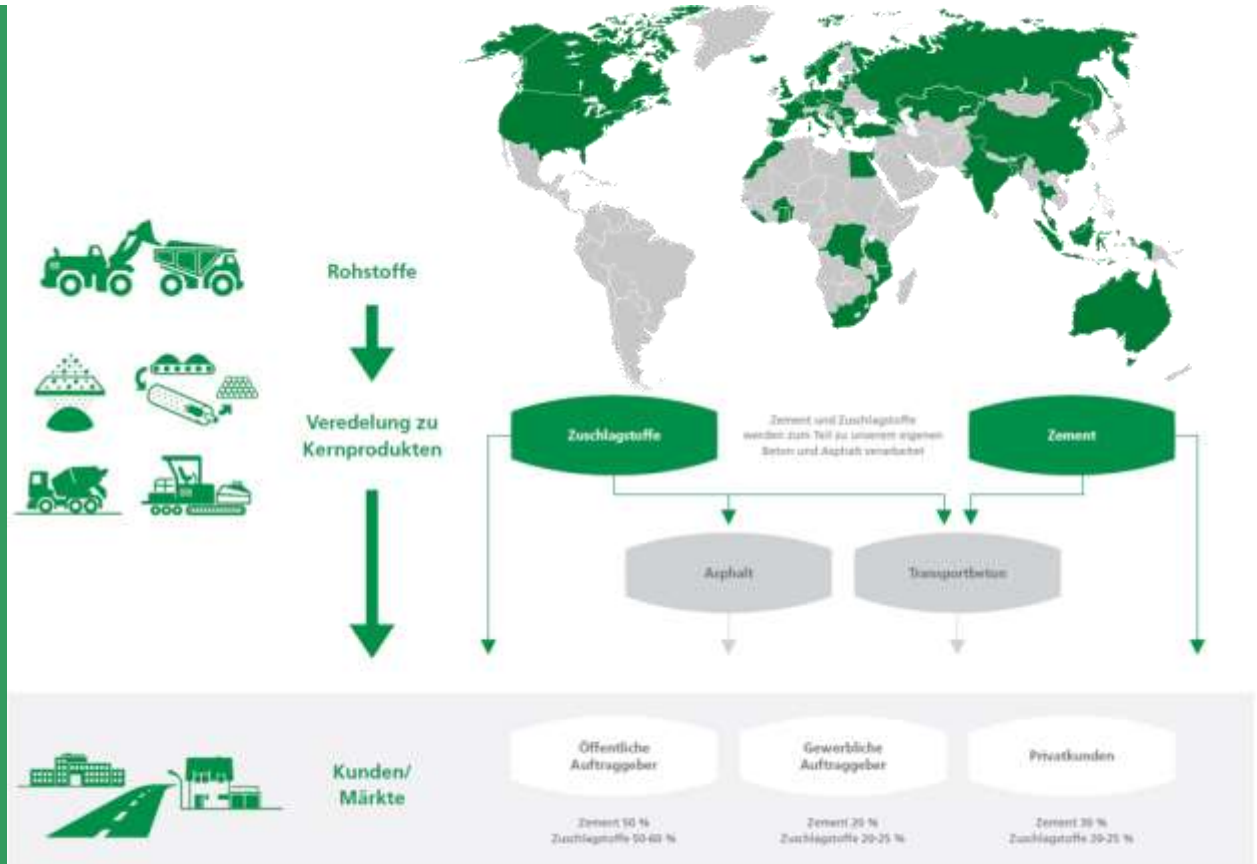 Rohstoffe
Veredelung zu
Kernprodukten
Zuschlagstoffe
Zement und Zuschlagstoffe
werden zum Teil zu unserem eigenen
Beton und Asphalt verarbeitet
Zement
Asphalt
Transportbeton
Kunden/
Märkte
Öffentliche
Auftraggeber
Gewerbliche
Auftraggeber
Privatkunden
Zement 50 %
Zuschlagstoffe 50-60 %
Zement 20 %
Zuschlagstoffe 20-25 %
Zement 30 %
Zuschlagstoffe 20-25 %